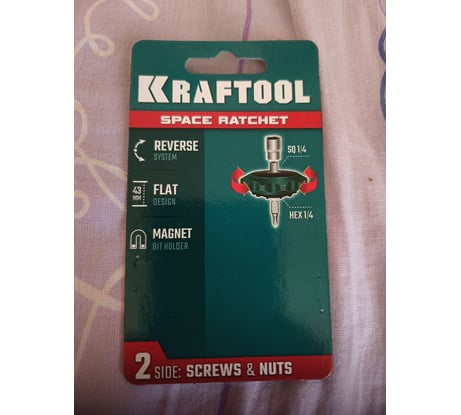 KRAFTOOL
SPACE RATCHET
REVERSE
SYSTEM
SQ 1/4
43
MM
FLAT
DESIGN
HEX 1/4
MAGNET
BIT HOLDER
2 SIDE: SCREWS & NUTS